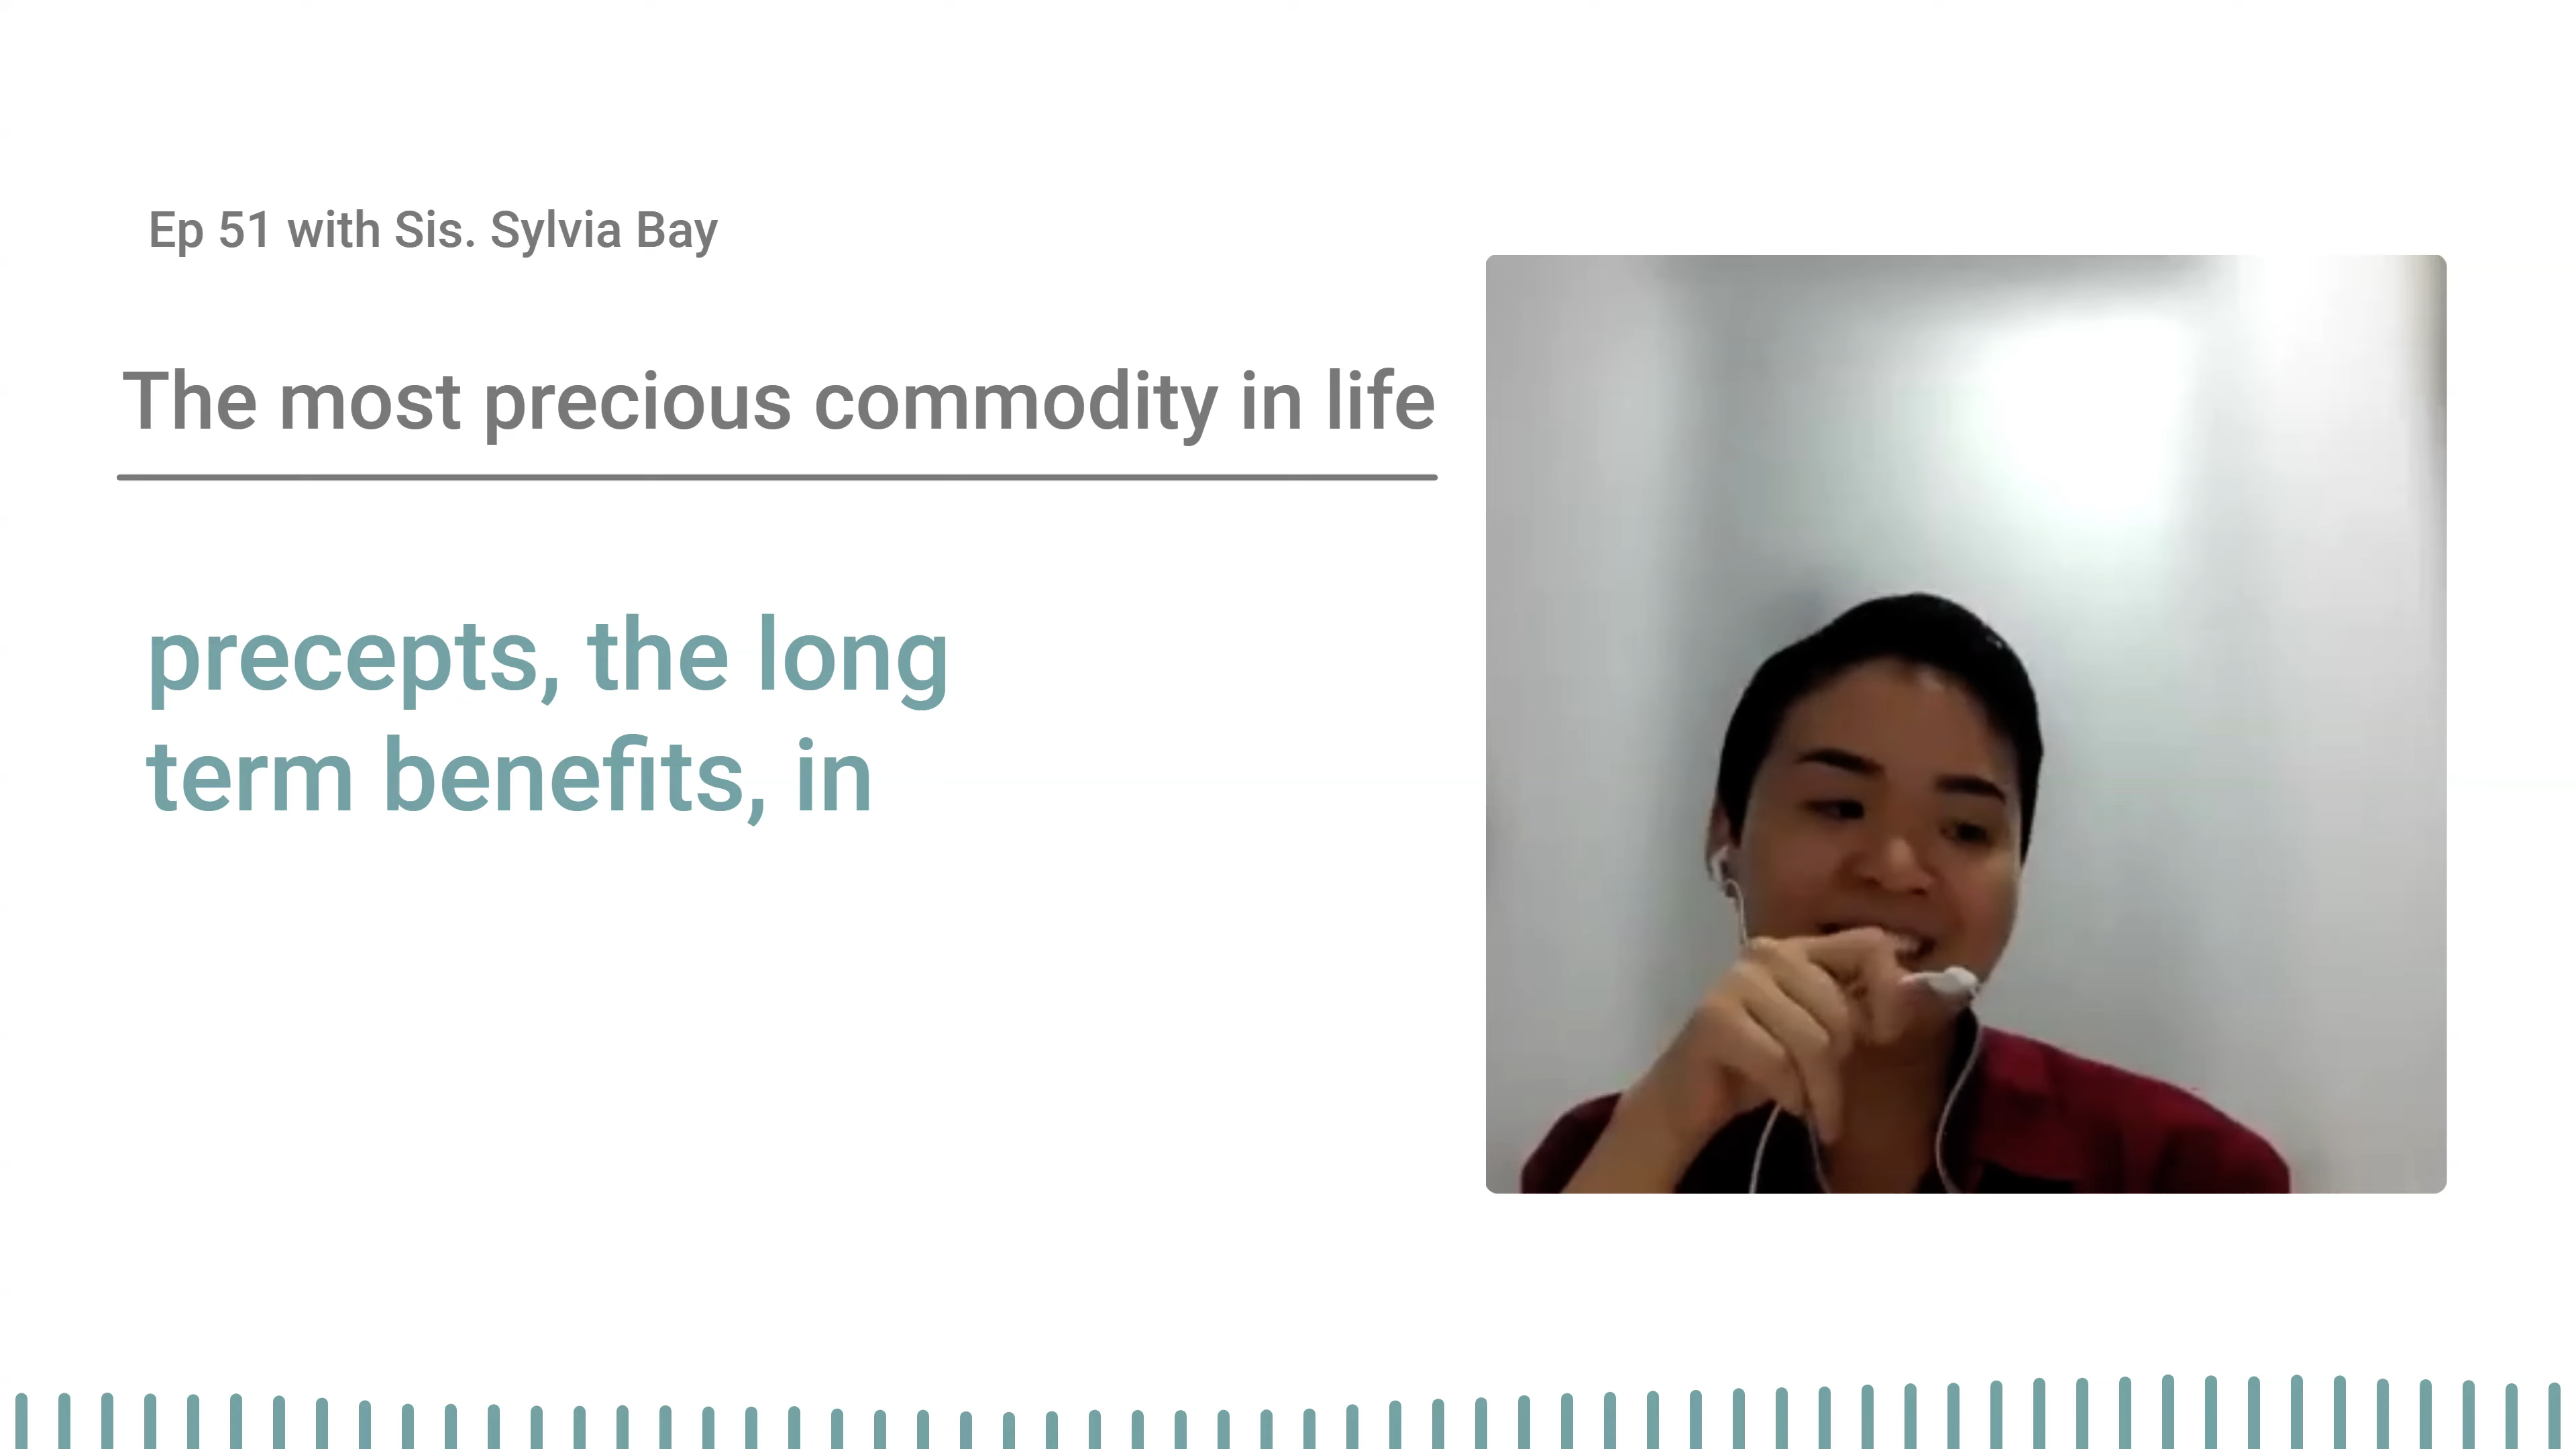 Ep 51 with Sis. Sylvia Bay
The most precious commodity in life
precepts, the long
term benefits, in